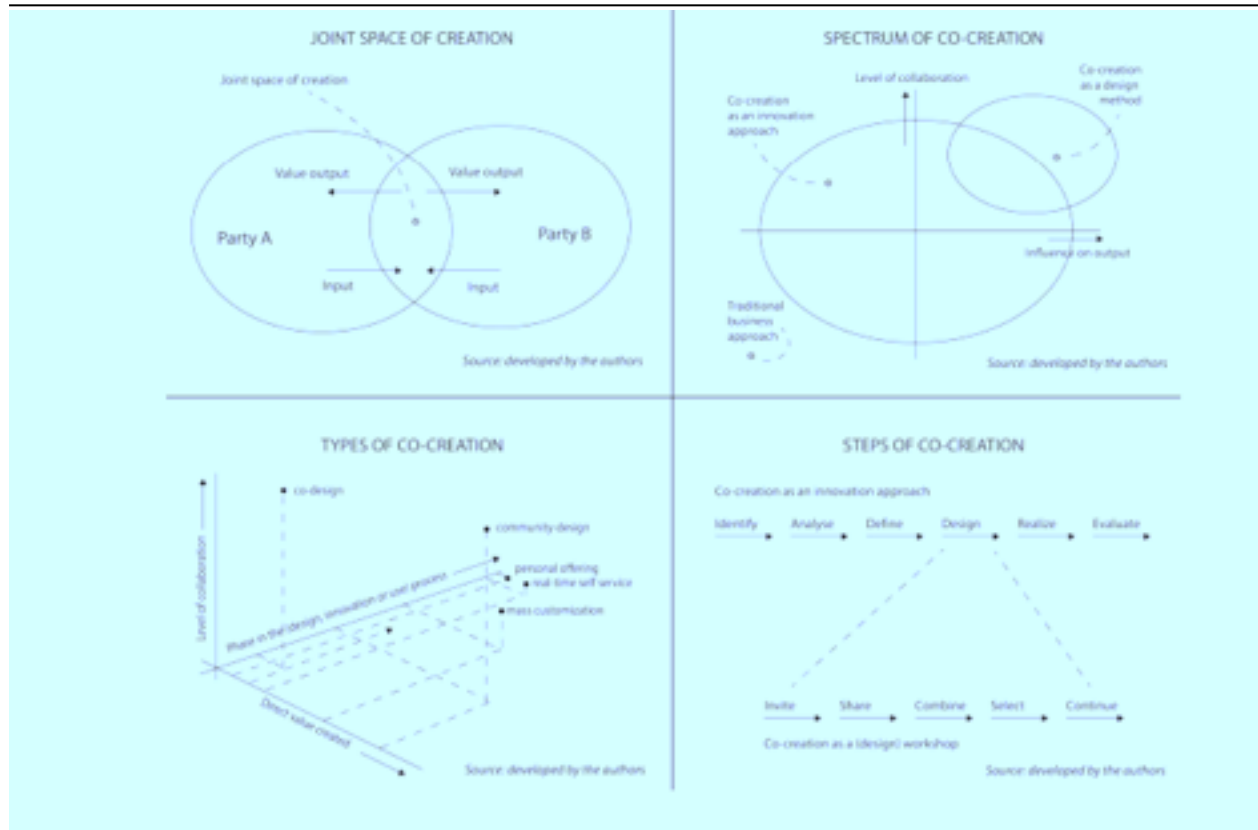 JOINT SPACE OF CREATION
Joint space of creation
Value output
Value output
Party A
Party B
Input
Input
Source: developed by the authors
SPECTRUM OF CO-CREATION
Level of collaboration
Co-creation
as a design
method
Co-creation
as an innovation
approach
Influence on output
Traditional
business
approach
Source: developed by the authors
TYPES OF CO-CREATION
co-design
community design
personal offering
real-time self service
mass customization
Level of collaboration
Phase in the (design, innovation or use) process
Direct value created
Source: developed by the authors
STEPS OF CO-CREATION
Co-creation as an innovation approach
Identify Analyse Define Design Realize Evaluate
Invite Share Combine Select Continue
Co-creation as a (design) workshop
Source: developed by the authors